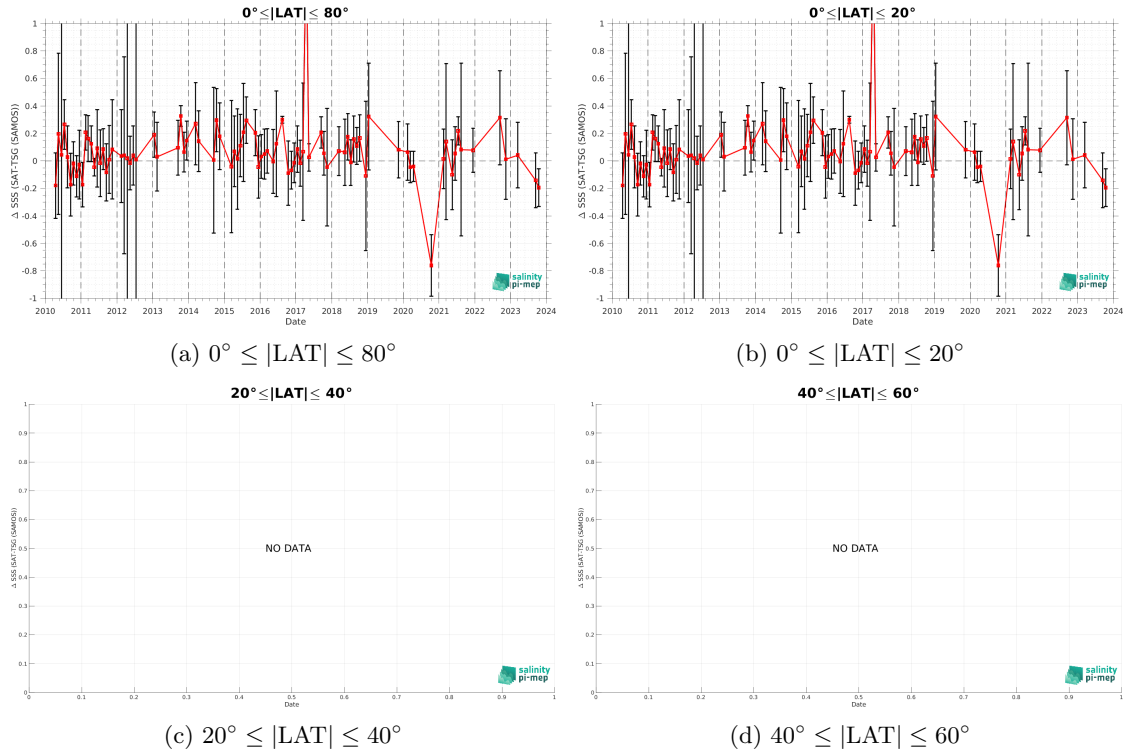 0°≤|LAT|≤ 80°
Δ SSS (SAT-TSG (SAMOS))
1
0.8
0.6
0.4
0.2
0
-0.2
-0.4
-0.6
-0.8
-1
2010 2011 2012 2013 2014 2015 2016 2017 2018 2019 2020 2021 2022 2023 2024
Date
salinity
pi-mep
(a) 0° ≤ |LAT| ≤ 80°
0°≤|LAT|≤ 20°
Δ SSS (SAT-TSG (SAMOS))
1
0.8
0.6
0.4
0.2
0
-0.2
-0.4
-0.6
-0.8
-1
2010 2011 2012 2013 2014 2015 2016 2017 2018 2019 2020 2021 2022 2023 2024
Date
salinity
pi-mep
(b) 0° ≤ |LAT| ≤ 20°
20°≤|LAT|≤ 40°
Δ SSS (SAT-TSG (SAMOS))
1
0.9
0.8
0.7
0.6
0.5
0.4
0.3
0.2
0.1
0
NO DATA
0 0.1 0.2 0.3 0.4 0.5 0.6 0.7 0.8 0.9 1
Date
salinity
pi-mep
(c) 20° ≤ |LAT| ≤ 40°
40°≤|LAT|≤ 60°
Δ SSS (SAT-TSG (SAMOS))
1
0.9
0.8
0.7
0.6
0.5
0.4
0.3
0.2
0.1
0
NO DATA
0 0.1 0.2 0.3 0.4 0.5 0.6 0.7 0.8 0.9 1
Date
salinity
pi-mep
(d) 40° ≤ |LAT| ≤ 60°